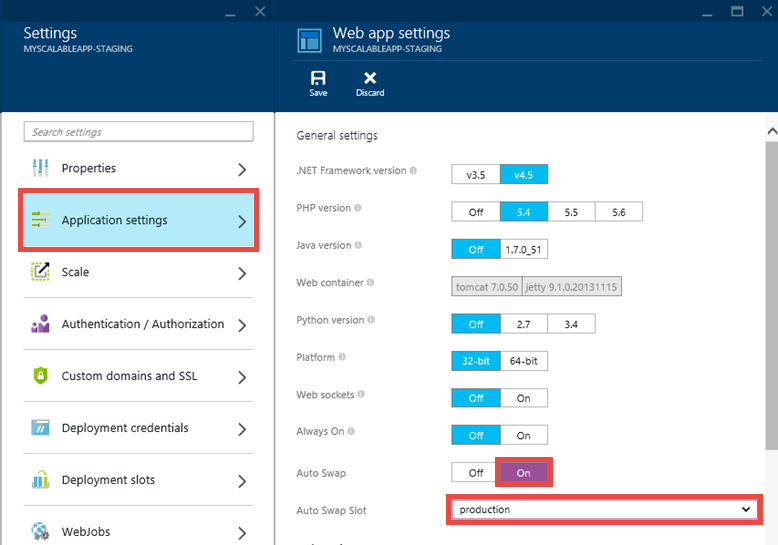 Settings
MYSCALABLEAPP-STAGING
Search settings
Properties
Application settings
Scale
Authentication / Authorization
Custom domains and SSL
Deployment credentials
Deployment slots
WebJobs
Web app settings
MYSCALABLEAPP-STAGING
Save Discard
General settings
.NET Framework version v3.5 v4.5
PHP version Off 5.4 5.5 5.6
Java version Off 1.7.0_51
Web container tomcat 7.0.50 jetty 9.1.0.20131115
Python version Off 2.7 3.4
Platform 32-bit 64-bit
Web sockets Off On
Always On Off On
Auto Swap Off On
Auto Swap Slot production